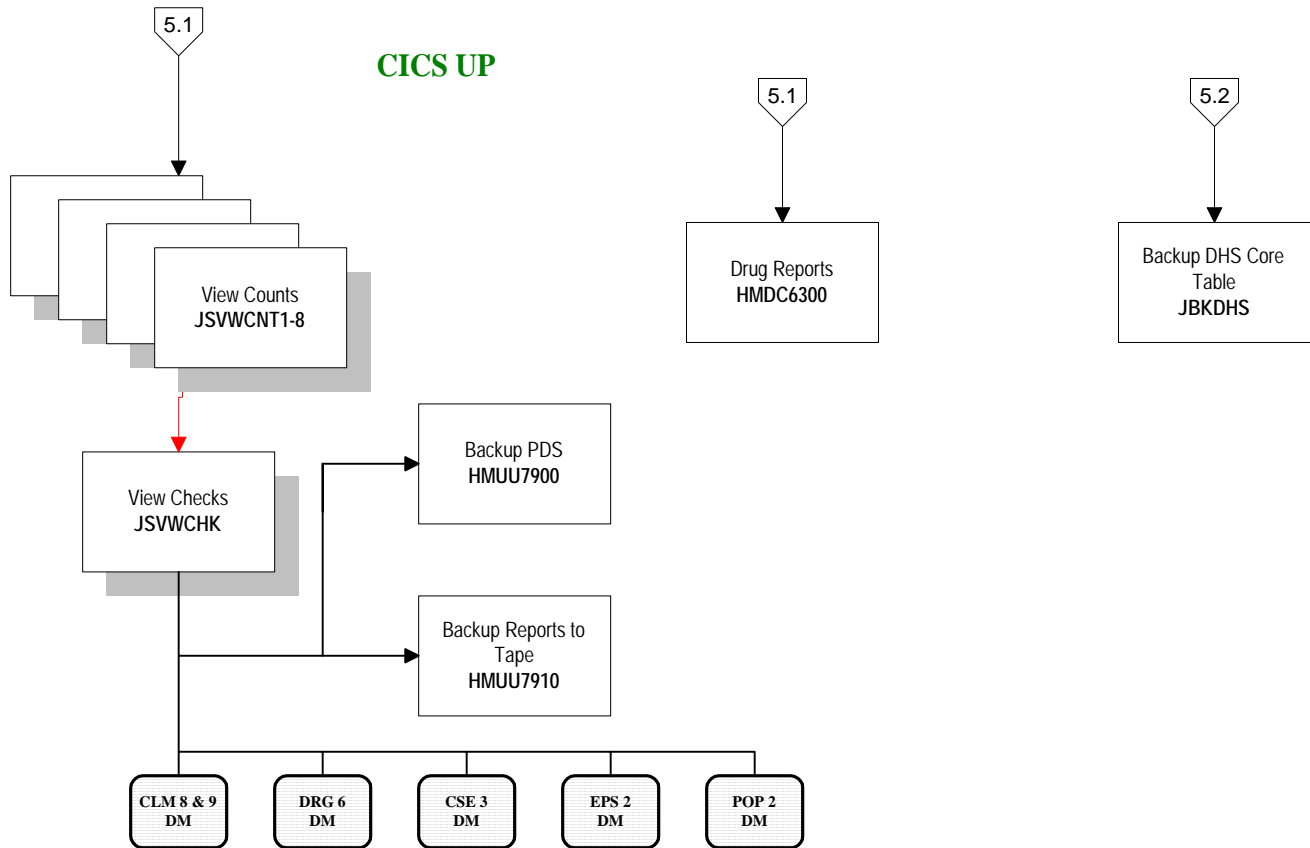 5.1
CICS UP
5.1
5.2
View Counts
JSVWCNT1-8
Drug Reports
HMDC6300
Backup DHS Core
Table
JBKDHS
View Checks
JSVWCHK
Backup PDS
HMUU7900
Backup Reports to
Tape
HMUU7910
CLM 8 & 9
DM
DRG 6
DM
CSE 3
DM
EPS 2
DM
POP 2
DM